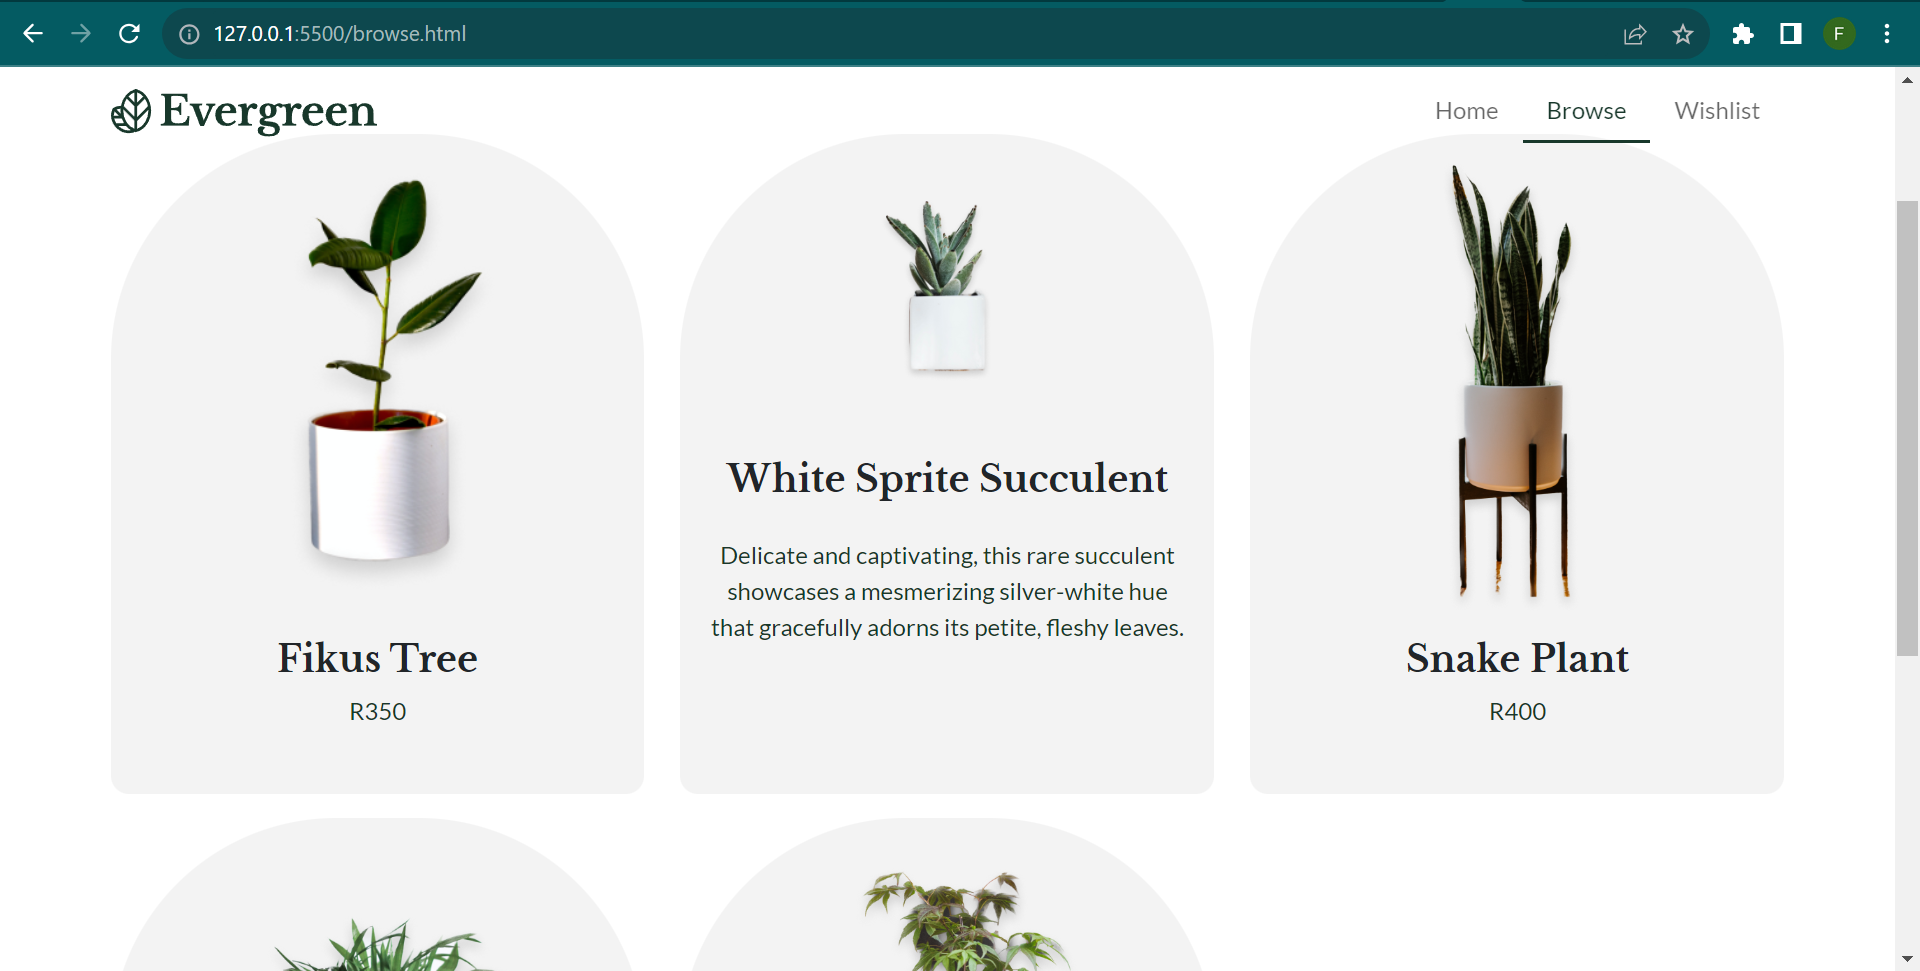 127.0.0.1:5500/browse.html
F
Evergreen
Home Browse Wishlist
Fikus Tree
R350
White Sprite Succulent
Delicate and captivating, this rare succulent
showcases a mesmerizing silver-white hue
that gracefully adorns its petite, fleshy leaves.
Snake Plant
R400